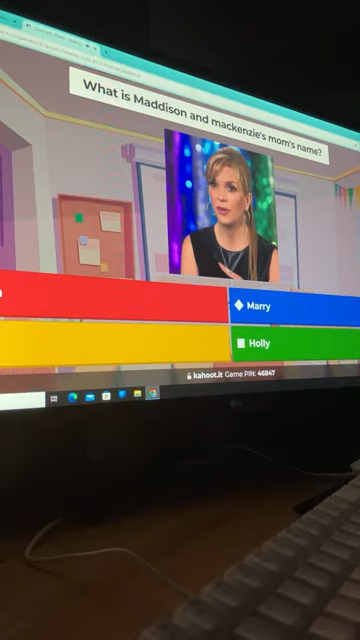 What is Maddison and mackenzie's mom's name?
Marry
Holly
kahoot.it Game PIN: 46847
LG